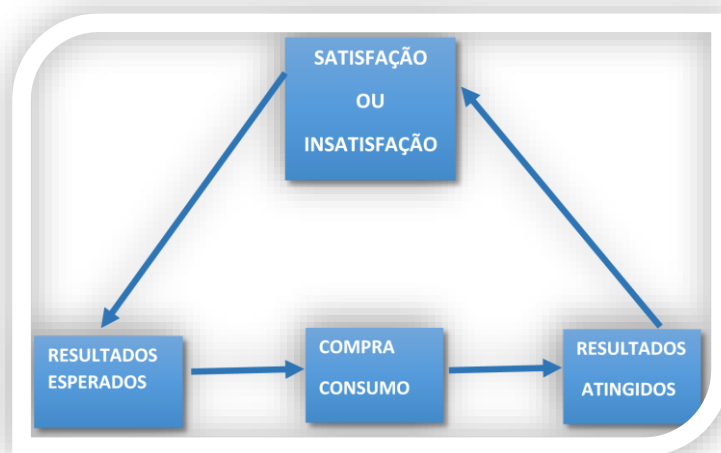 SATISFAÇÃO
OU
INSATISFAÇÃO
RESULTADOS
ESPERADOS
COMPRA
CONSUMO
RESULTADOS
ATINGIDOS